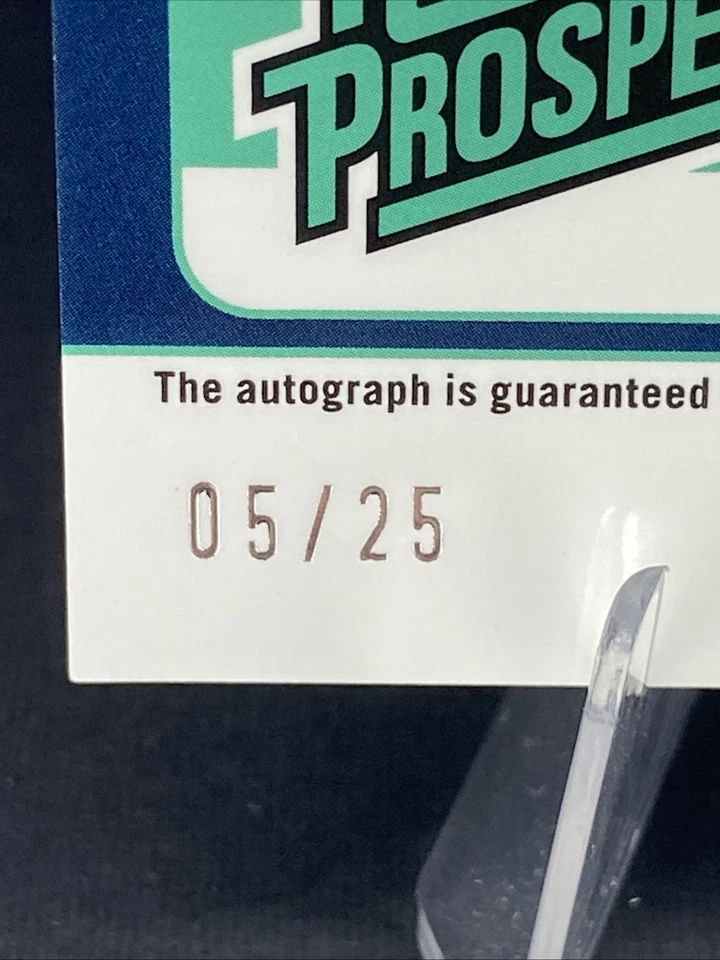 PROSPE
The autograph is guaranteed
05/25